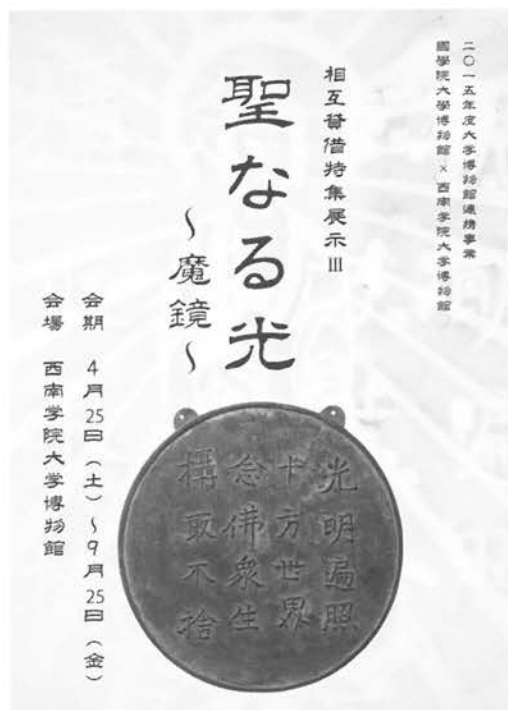 二〇一五年度大学博物館連携事業
國學院大學博物館×西南学院大学博物館
相互貸借特集展示Ⅲ
聖なる光
～魔鏡～
会期 4月25日（土）～9月25日（金）
会場 西南学院大学博物館
光明遍照
十方世界
念佛衆生
攝取不捨